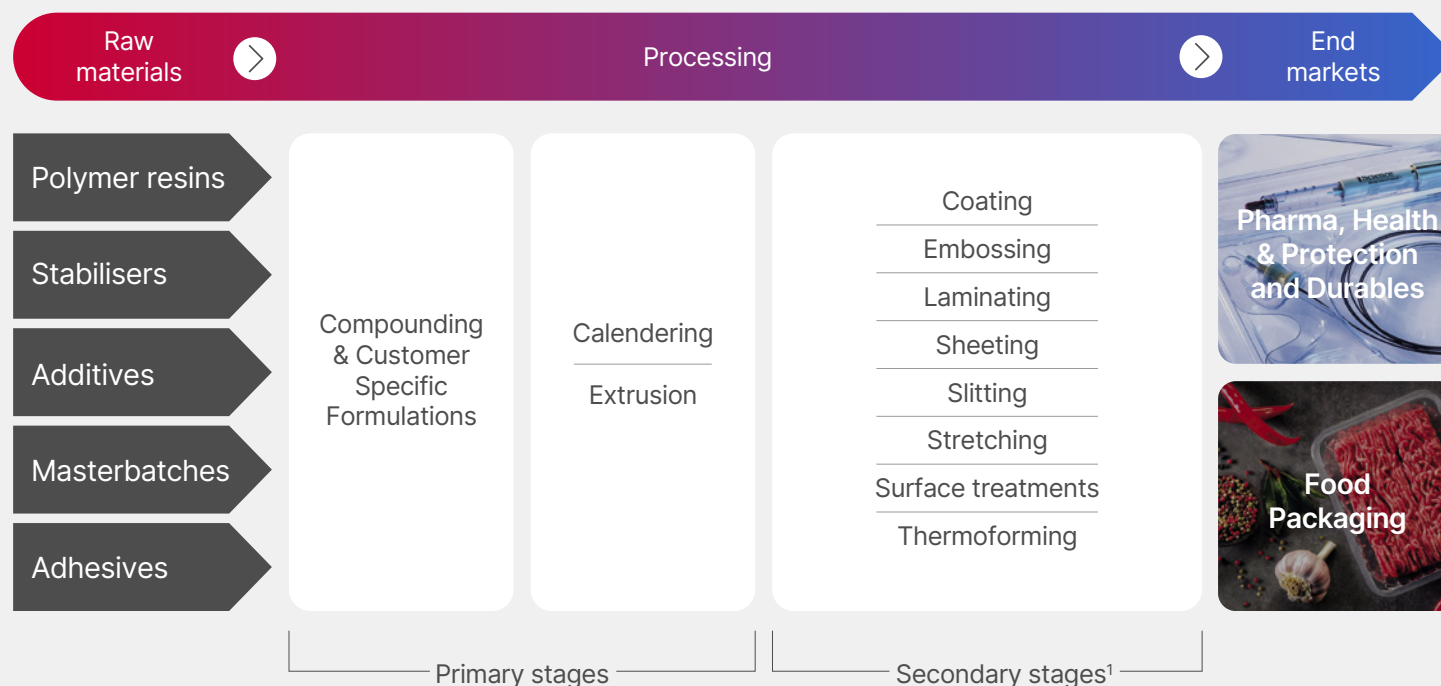 Raw
materials
Processing
End
markets
Polymer resins
Stabilisers
Additives
Masterbatches
Adhesives
Compounding
& Customer
Specific
Formulations
Calendering
Extrusion
Coating
Embossing
Laminating
Sheeting
Slitting
Stretching
Surface treatments
Thermoforming
Pharma, Health
& Protection
and Durables
Food
Packaging
Primary stages
Secondary stages¹